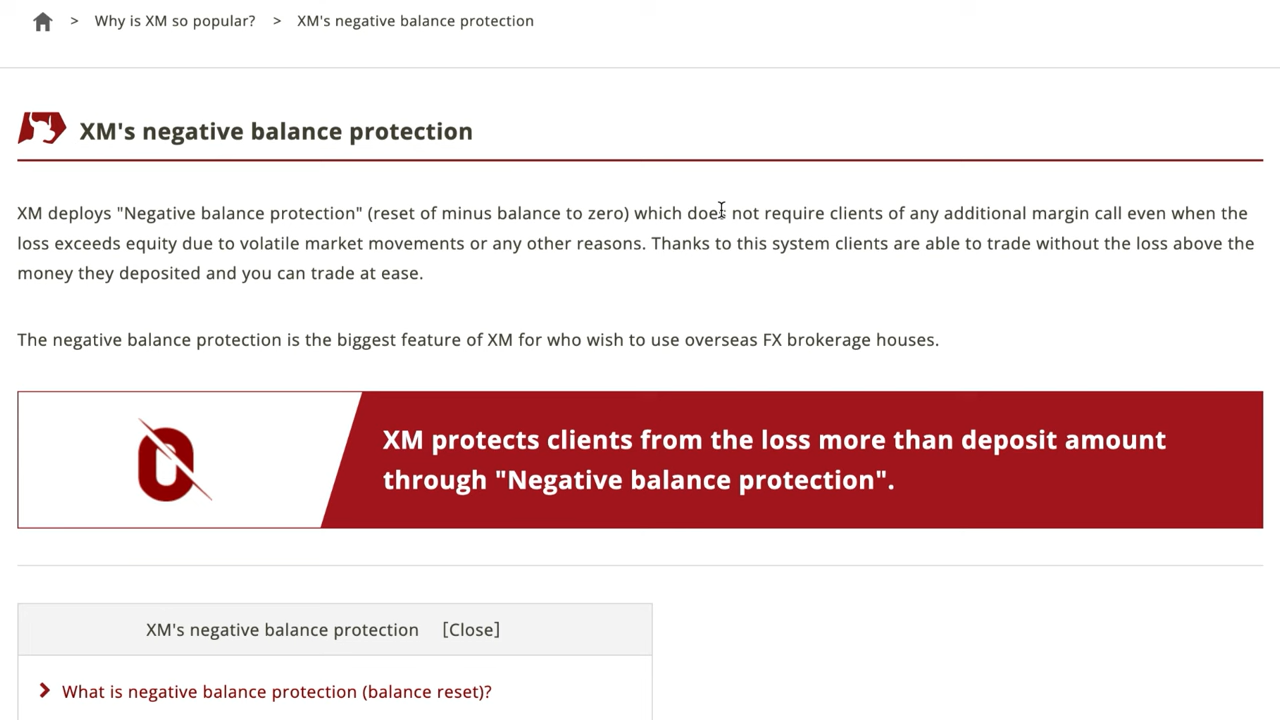 > Why is XM so popular? > XM's negative balance protection
XM's negative balance protection
XM deploys "Negative balance protection" (reset of minus balance to zero) which does not require clients of any additional margin call even when the
loss exceeds equity due to volatile market movements or any other reasons. Thanks to this system clients are able to trade without the loss above the
money they deposited and you can trade at ease.
The negative balance protection is the biggest feature of XM for who wish to use overseas FX brokerage houses.
XM protects clients from the loss more than deposit amount
through "Negative balance protection".
XM's negative balance protection [Close]
What is negative balance protection (balance reset)?